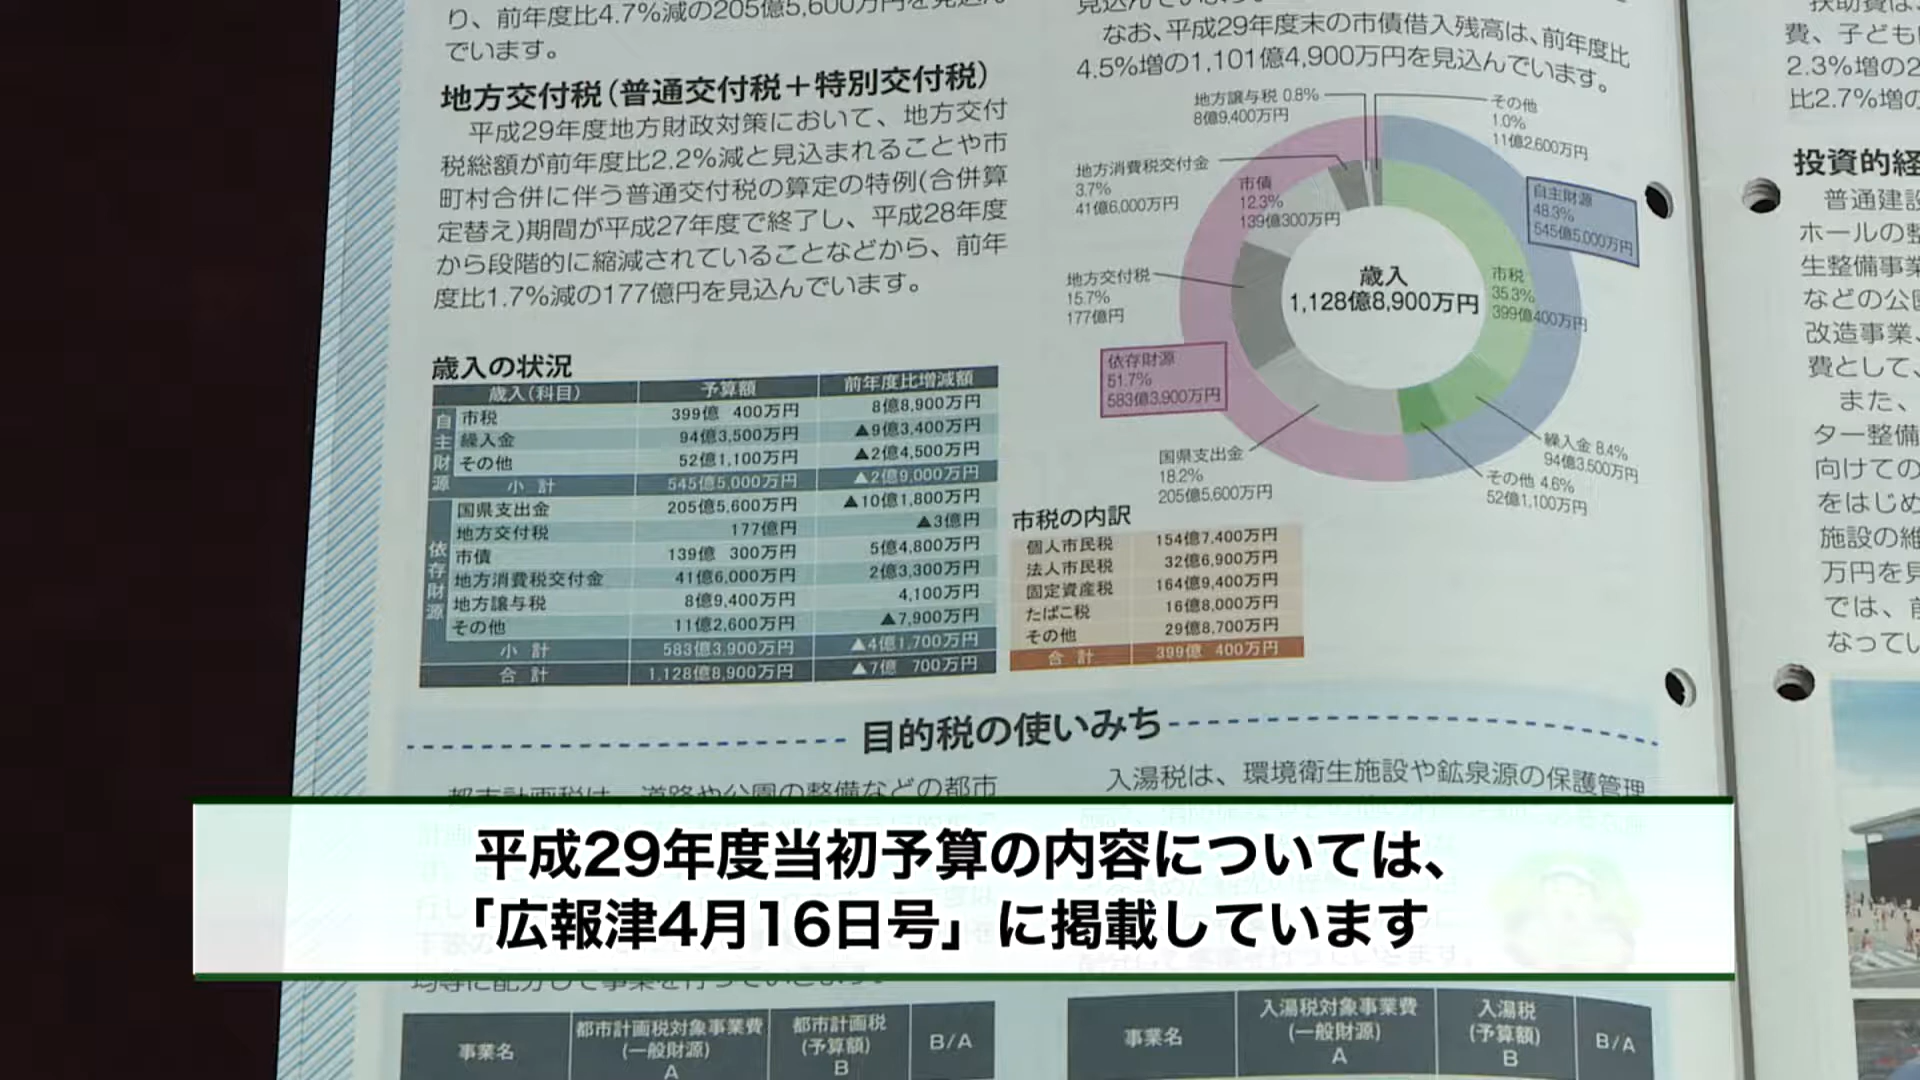 り、前年度比4.7%減の205億5,600万円を見込ん
でいます。
地方交付税(普通交付税＋特別交付税)
平成29年度地方財政対策において、地方交付
税総額が前年度比2.2%減と見込まれることや市
町村合併に伴う普通交付税の算定の特例(合併算
定替え)期間が平成27年度で終了し、平成28年度
から段階的に縮減されていることなどから、前年
度比1.7%減の177億円を見込んでいます。
歳入の状況
歳入(科目) 予算額 前年度比増減額
自主財源
市税 399億 400万円 8億8,900万円
繰入金 94億3,500万円 ▲9億3,400万円
その他 52億1,100万円 ▲2億4,500万円
小 計 545億5,000万円 ▲2億9,000万円
依存財源
国県支出金 205億5,600万円 ▲10億1,800万円
地方交付税 177億円 ▲3億円
市債 139億 300万円 5億4,800万円
地方消費税交付金 41億6,000万円 2億3,300万円
地方譲与税 8億9,400万円 4,100万円
その他 11億2,600万円 ▲7,900万円
小 計 583億3,900万円 ▲4億1,700万円
合 計 1,128億8,900万円 ▲7億 700万円
なお、平成29年度末の市債借入残高は、前年度比
4.5%増の1,101億4,900万円を見込んでいます。
地方譲与税 0.8%
8億9,400万円
その他
1.0%
11億2,600万円
地方消費税交付金
3.7%
41億6,000万円
市債
12.3%
139億300万円
自主財源
48.3%
545億5,000万円
地方交付税
15.7%
177億円
歳入
1,128億8,900万円
市税
35.3%
399億400万円
依存財源
51.7%
583億3,900万円
国県支出金
18.2%
205億5,600万円
繰入金 8.4%
94億3,500万円
その他 4.6%
52億1,100万円
市税の内訳
個人市民税 154億7,400万円
法人市民税 32億6,900万円
固定資産税 164億9,400万円
たばこ税 16億8,000万円
その他 29億8,700万円
合 計 399億 400万円
目的税の使いみち
都市計画税は、道路や公園の整備などの都市
入湯税は、環境衛生施設や鉱泉源の保護管理
平成29年度当初予算の内容については、
「広報津4月16日号」に掲載しています
事業名 都市計画税対象事業費 (一般財源) A 都市計画税 (予算額) B B/A
事業名 入湯税対象事業費 (一般財源) A 入湯税 (予算額) B B/A
費、子ども
2.3%増の2
比2.7%増の
投資的経
普通建設
ホールの整
生整備事業
などの公園
改造事業、
費として、
また、
ター整備
向けての
をはじめ
施設の維
万円を見
では、前
なってい